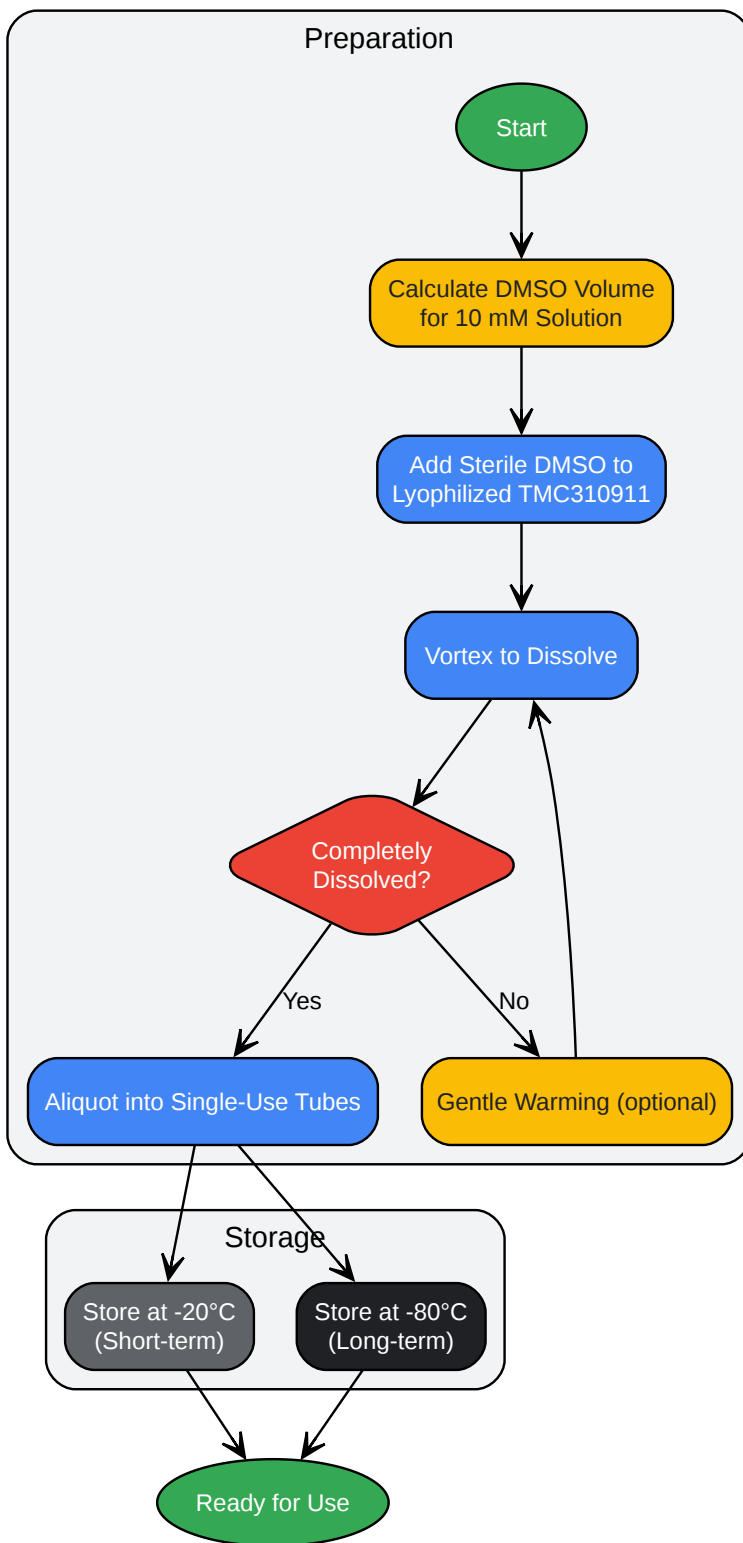 Preparation
Start
Calculate DMSO Volume
for 10 mM Solution
Add Sterile DMSO to
Lyophilized TMC310911
Vortex to Dissolve
Completely
Dissolved?
Yes
No
Aliquot into Single-Use Tubes
Gentle Warming (optional)
Storage
Store at -20°C
(Short-term)
Store at -80°C
(Long-term)
Ready for Use